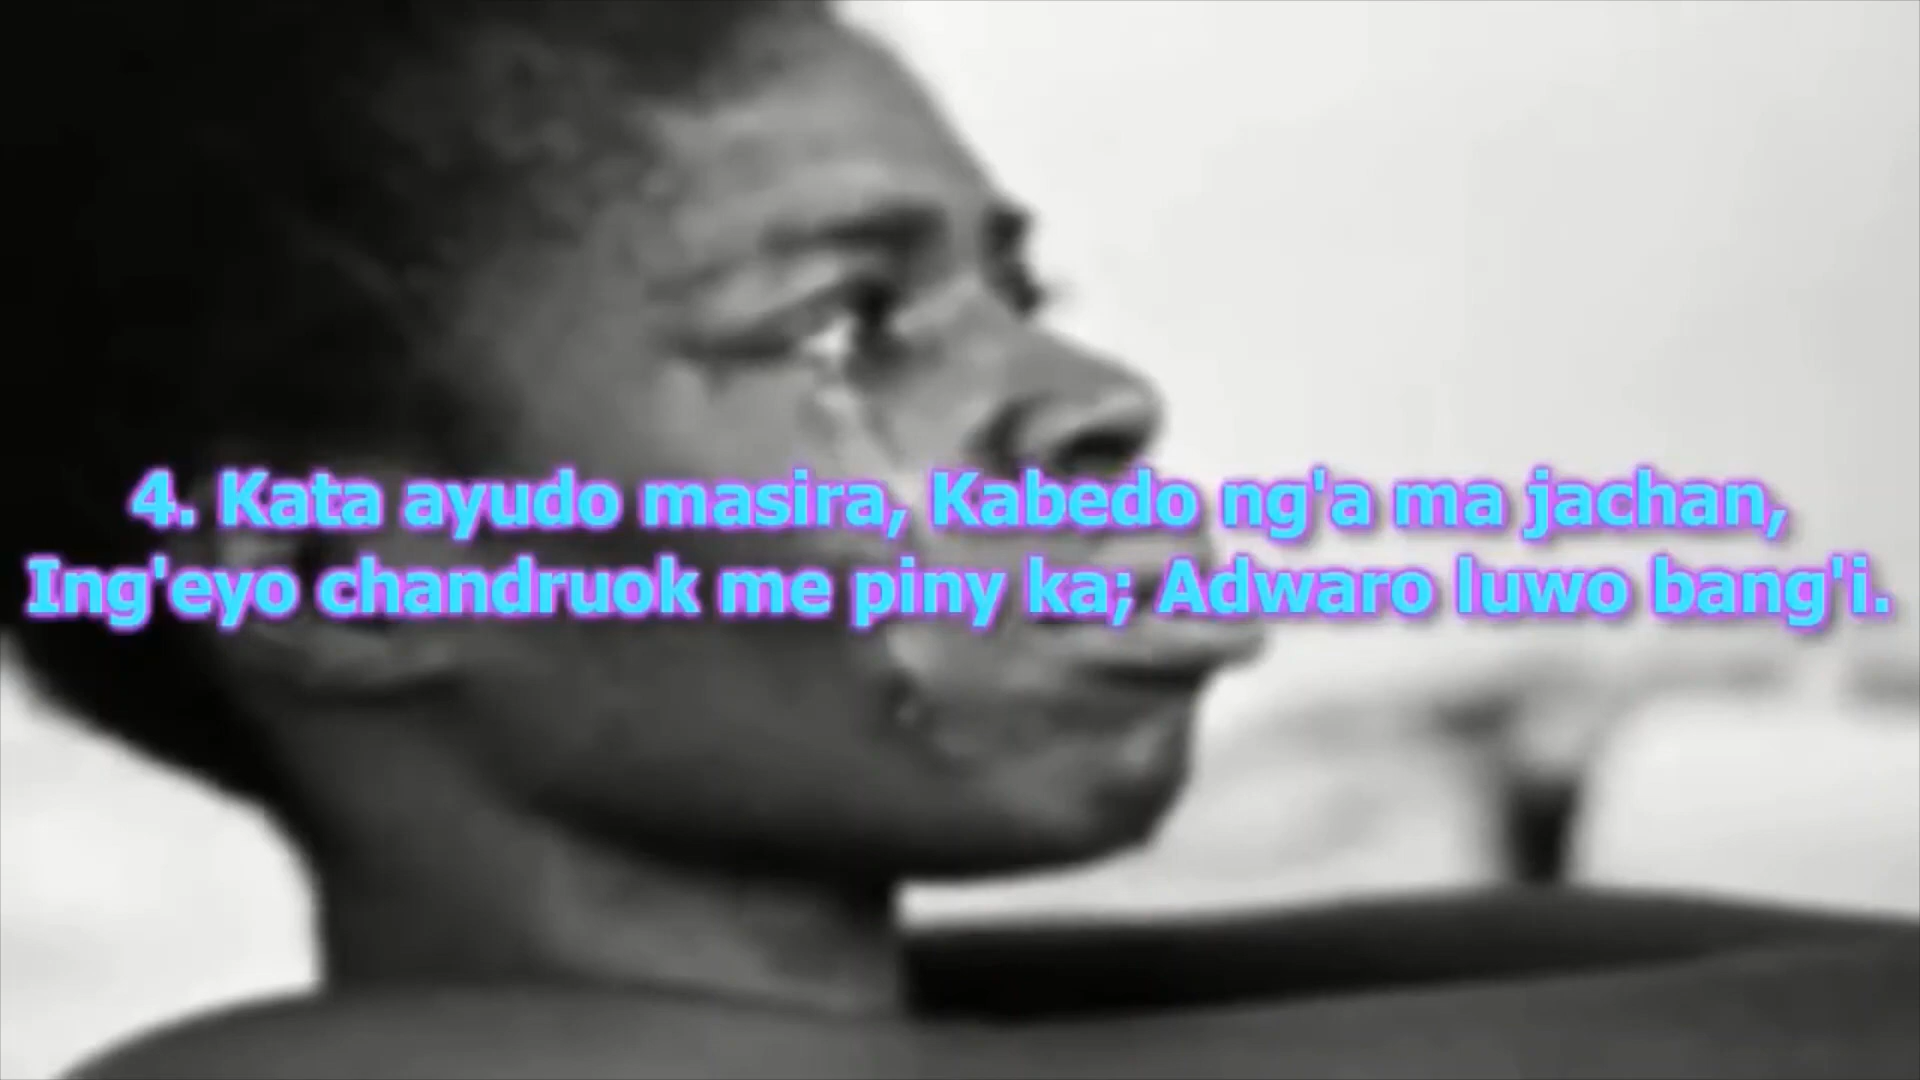 4. Kata ayudo masira, Kabedo ng'a ma jachan,
Ing'eyo chandruok me piny ka; Adwaro luwo bang'i.